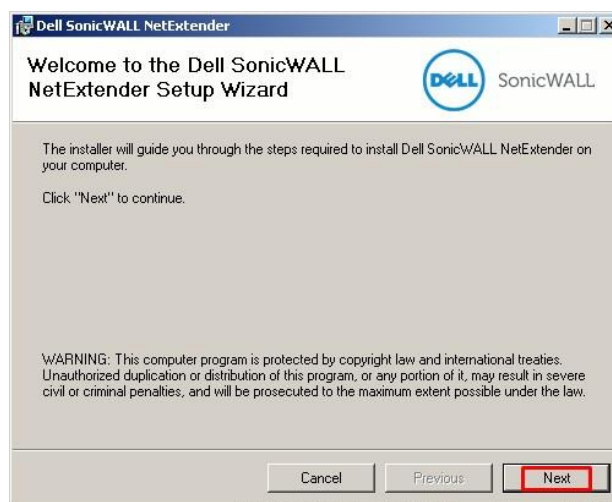 Dell SonicWALL NetExtender
Welcome to the Dell SonicWALL
NetExtender Setup Wizard
DELL SonicWALL
The installer will guide you through the steps required to install Dell SonicWALL NetExtender on
your computer.
Click "Next" to continue.
WARNING: This computer program is protected by copyright law and international treaties.
Unauthorized duplication or distribution of this program, or any portion of it, may result in severe
civil or criminal penalties, and will be prosecuted to the maximum extent possible under the law.
Cancel Previous Next